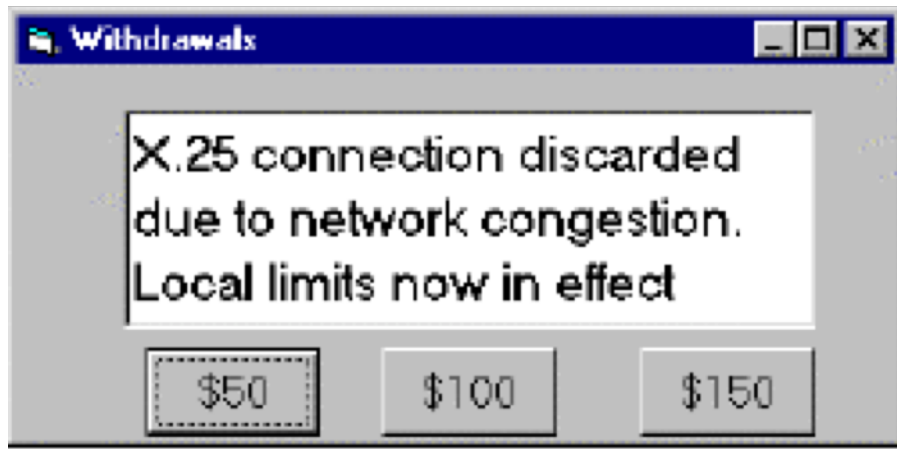 Withdrawals
X.25 connection discarded
due to network congestion.
Local limits now in effect
$50 $100 $150